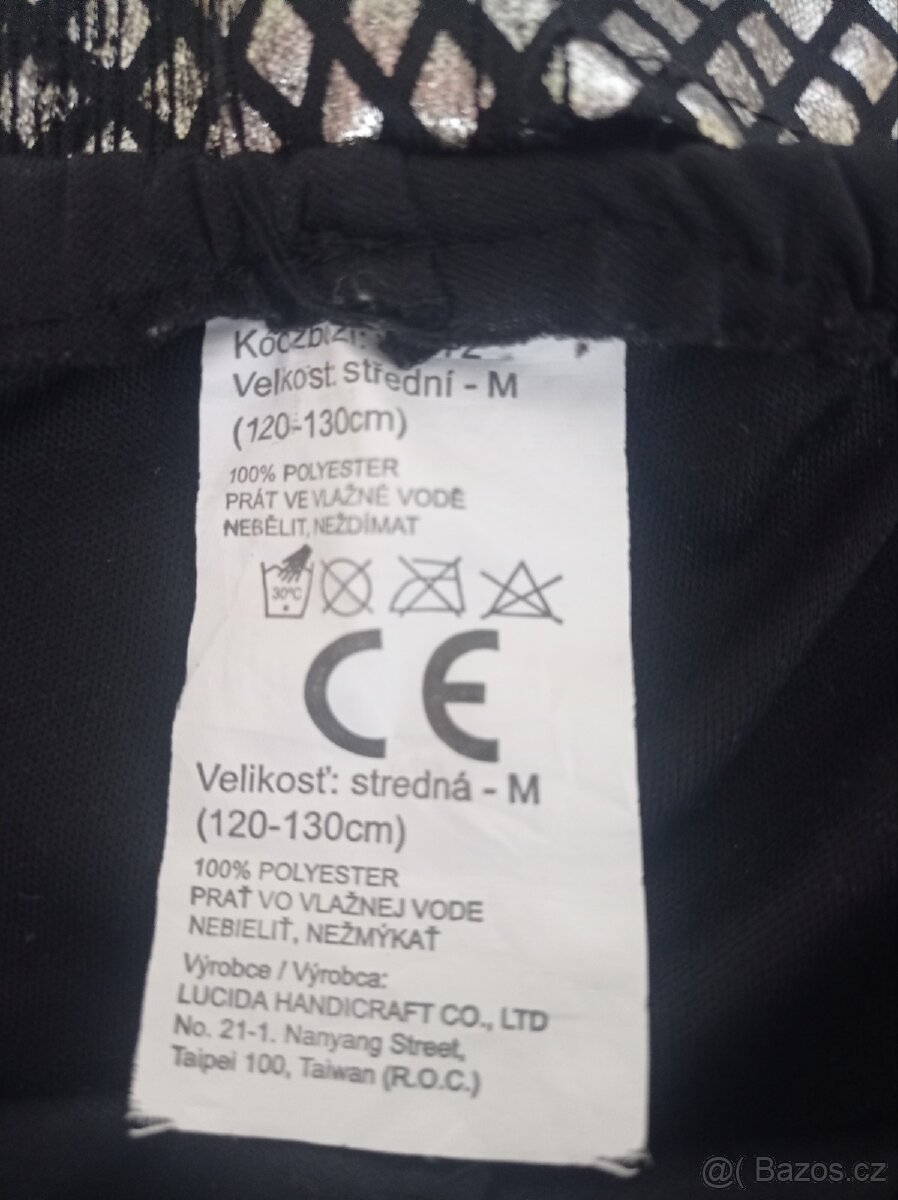 Velikost: střední - M
(120-130cm)
100% POLYESTER
PRÁT VE VLAŽNÉ VODĚ
NEBĚLIT, NEŽDÍMAT
30°C
CE
Velikosť: stredná - M
(120-130cm)
100% POLYESTER
PRAŤ VO VLAŽNEJ VODE
NEBIELIŤ, NEŽMÝKAŤ
Výrobce / Výrobca:
LUCIDA HANDICRAFT CO., LTD
No. 21-1. Nanyang Street,
Taipei 100, Taiwan (R.O.C.)
@( Bazos.cz